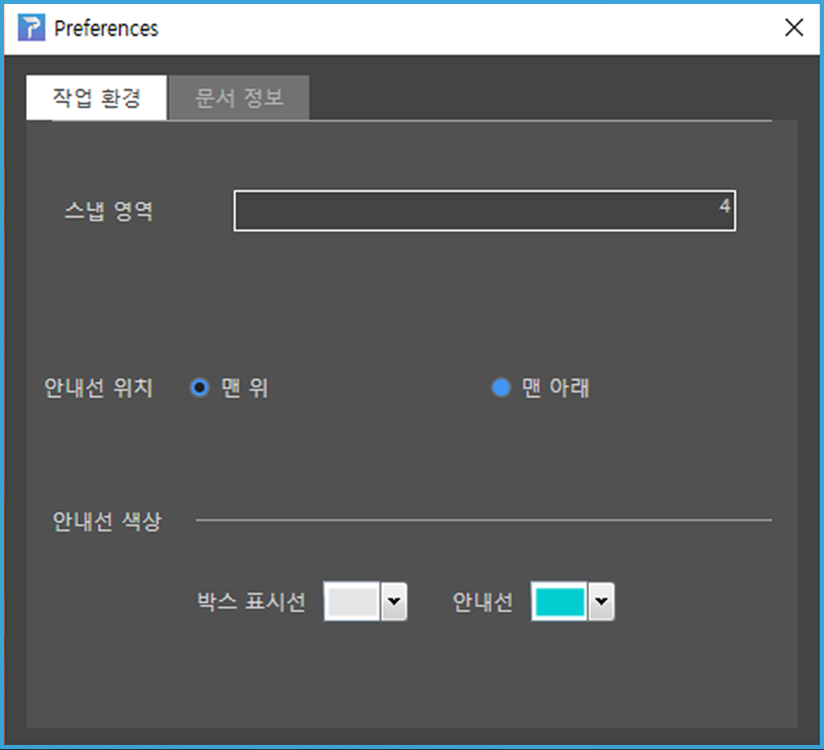 Preferences
작업 환경 문서 정보
스냅 영역 4
안내선 위치 맨 위 맨 아래
안내선 색상
박스 표시선 안내선